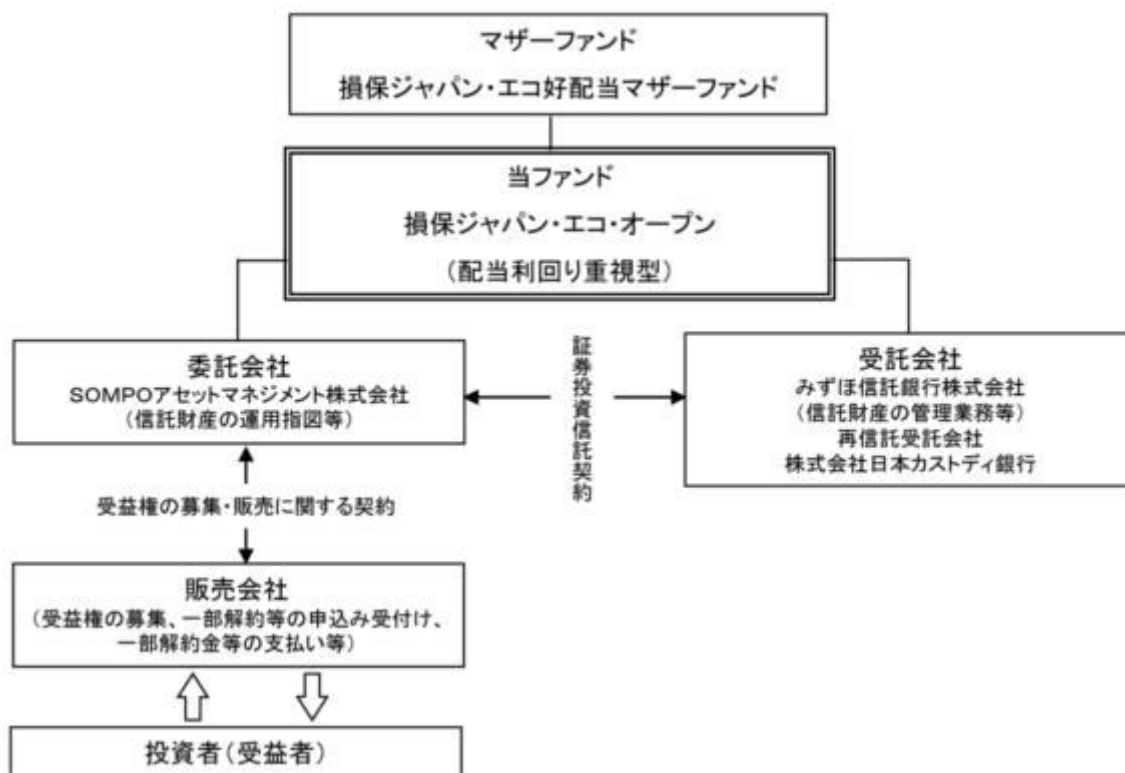 マザーファンド
損保ジャパン・エコ好配当マザーファンド
当ファンド
損保ジャパン・エコ・オープン
（配当利回り重視型）
委託会社
ＳＯＭＰＯアセットマネジメント株式会社
（信託財産の運用指図等）
証券投資信託契約
受託会社
みずほ信託銀行株式会社
（信託財産の管理業務等）
再信託受託会社
株式会社日本カストディ銀行
受益権の募集・販売に関する契約
販売会社
（受益権の募集、一部解約等の申込み受付け、
一部解約金等の支払い等）
投資者（受益者）